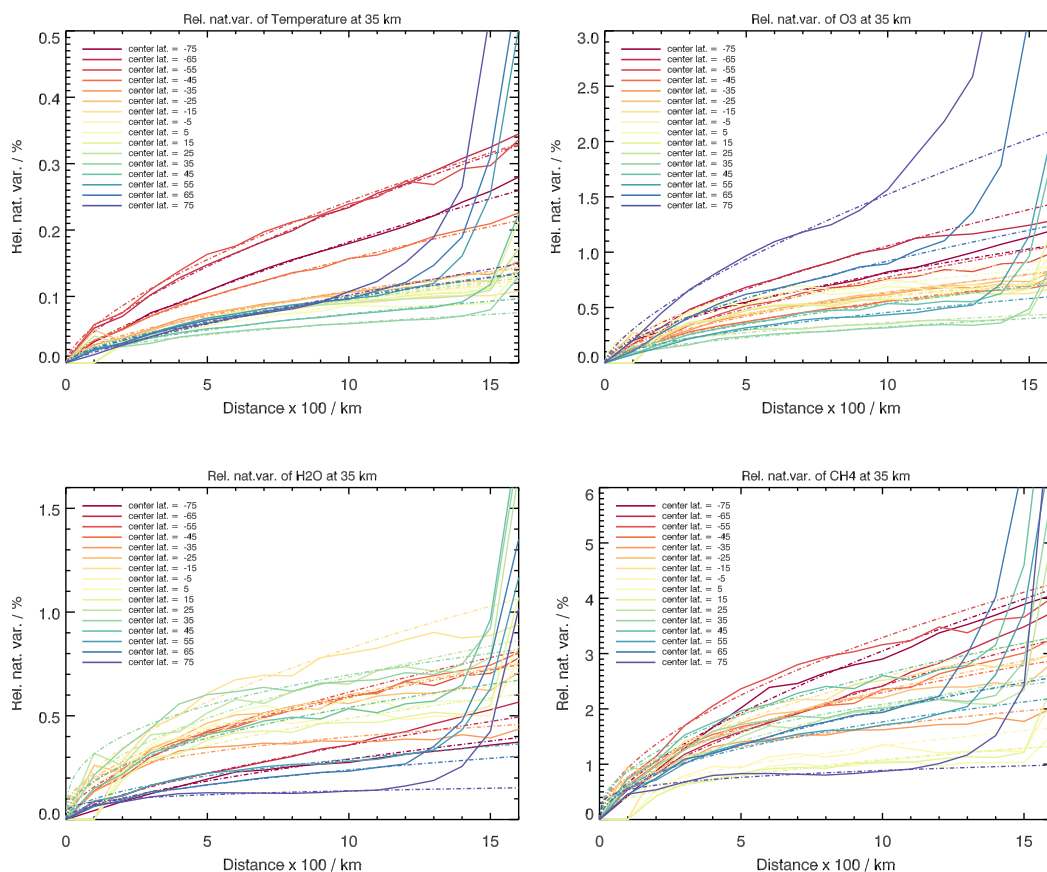 Rel. nat.var. of Temperature at 35 km
0.5
0.4
0.3
0.2
0.1
0.0
Rel. nat. var. / %
center lat. = -75
center lat. = -65
center lat. = -55
center lat. = -45
center lat. = -35
center lat. = -25
center lat. = -15
center lat. = -5
center lat. = 5
center lat. = 15
center lat. = 25
center lat. = 35
center lat. = 45
center lat. = 55
center lat. = 65
center lat. = 75
0 5 10 15
Distance x 100 / km
Rel. nat.var. of O3 at 35 km
3.0
2.5
2.0
1.5
1.0
0.5
0.0
Rel. nat. var. / %
center lat. = -75
center lat. = -65
center lat. = -55
center lat. = -45
center lat. = -35
center lat. = -25
center lat. = -15
center lat. = -5
center lat. = 5
center lat. = 15
center lat. = 25
center lat. = 35
center lat. = 45
center lat. = 55
center lat. = 65
center lat. = 75
0 5 10 15
Distance x 100 / km
Rel. nat.var. of H2O at 35 km
1.5
1.0
0.5
0.0
Rel. nat. var. / %
center lat. = -75
center lat. = -65
center lat. = -55
center lat. = -45
center lat. = -35
center lat. = -25
center lat. = -15
center lat. = -5
center lat. = 5
center lat. = 15
center lat. = 25
center lat. = 35
center lat. = 45
center lat. = 55
center lat. = 65
center lat. = 75
0 5 10 15
Distance x 100 / km
Rel. nat.var. of CH4 at 35 km
6
5
4
3
2
1
0
Rel. nat. var. / %
center lat. = -75
center lat. = -65
center lat. = -55
center lat. = -45
center lat. = -35
center lat. = -25
center lat. = -15
center lat. = -5
center lat. = 5
center lat. = 15
center lat. = 25
center lat. = 35
center lat. = 45
center lat. = 55
center lat. = 65
center lat. = 75
0 5 10 15
Distance x 100 / km